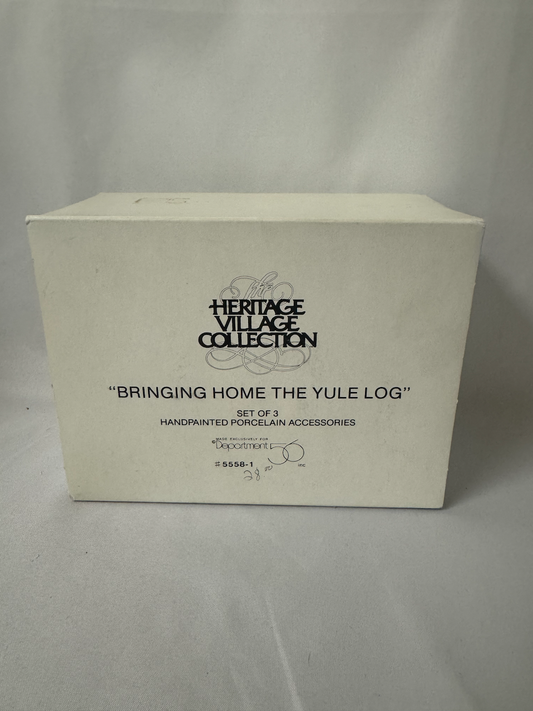 The
HERITAGE
VILLAGE
COLLECTION
"BRINGING HOME THE YULE LOG"
SET OF 3
HANDPAINTED PORCELAIN ACCESSORIES
MADE EXCLUSIVELY FOR
©Department 56 inc
# 5558-1
28 00